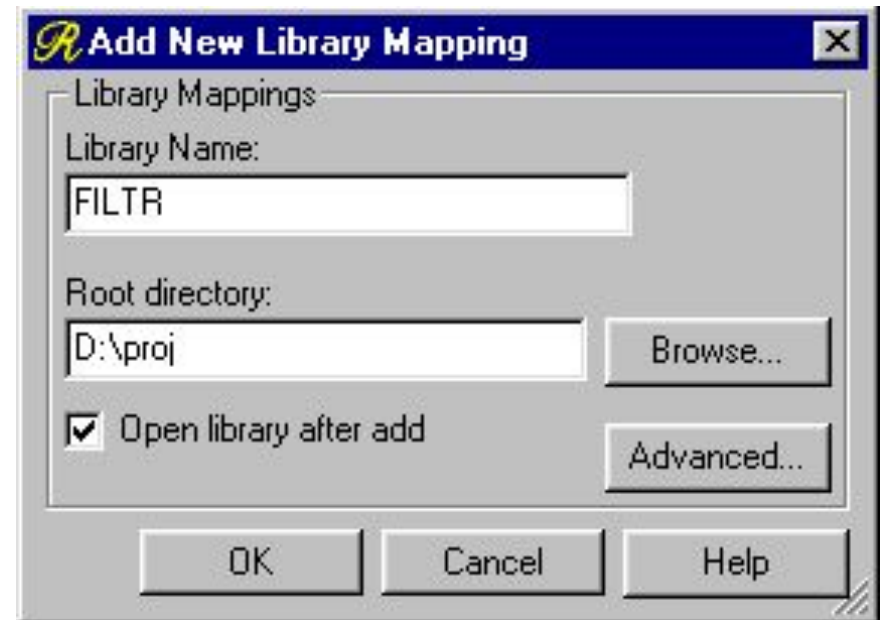 R Add New Library Mapping
Library Mappings
Library Name:
FILTR
Root directory:
D:\proj
Browse...
Open library after add
Advanced...
OK Cancel Help